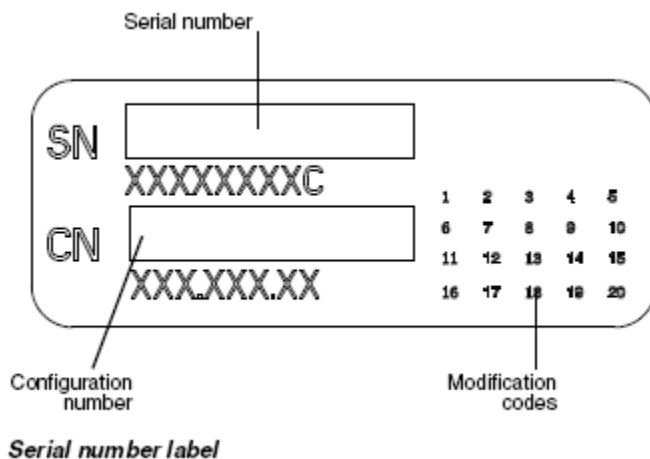 Serial number
SN
XXXXXXXXC
CN
XXX.XXX.XX
1 2 3 4 5
6 7 8 9 10
11 12 13 14 15
16 17 18 19 20
Configuration
number
Modification
codes
Serial number label